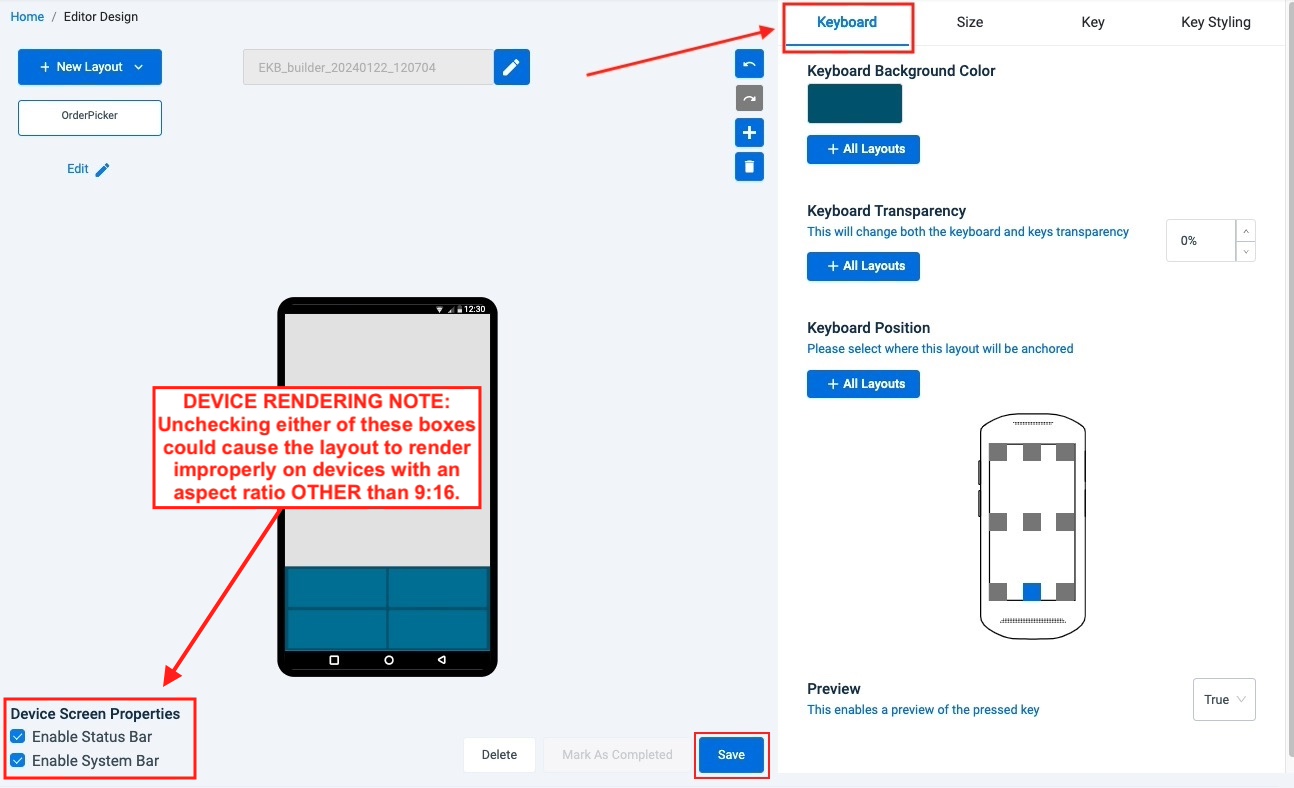 Home / Editor Design
+ New Layout
EKB_builder_20240122_120704
OrderPicker
Edit
12:30
DEVICE RENDERING NOTE:
Unchecking either of these boxes
could cause the layout to render
improperly on devices with an
aspect ratio OTHER than 9:16.
Device Screen Properties
Enable Status Bar
Enable System Bar
Delete
Mark As Completed
Save
Keyboard Size Key Key Styling
Keyboard Background Color
+ All Layouts
Keyboard Transparency
This will change both the keyboard and keys transparency
0%
+ All Layouts
Keyboard Position
Please select where this layout will be anchored
+ All Layouts
Preview
This enables a preview of the pressed key
True